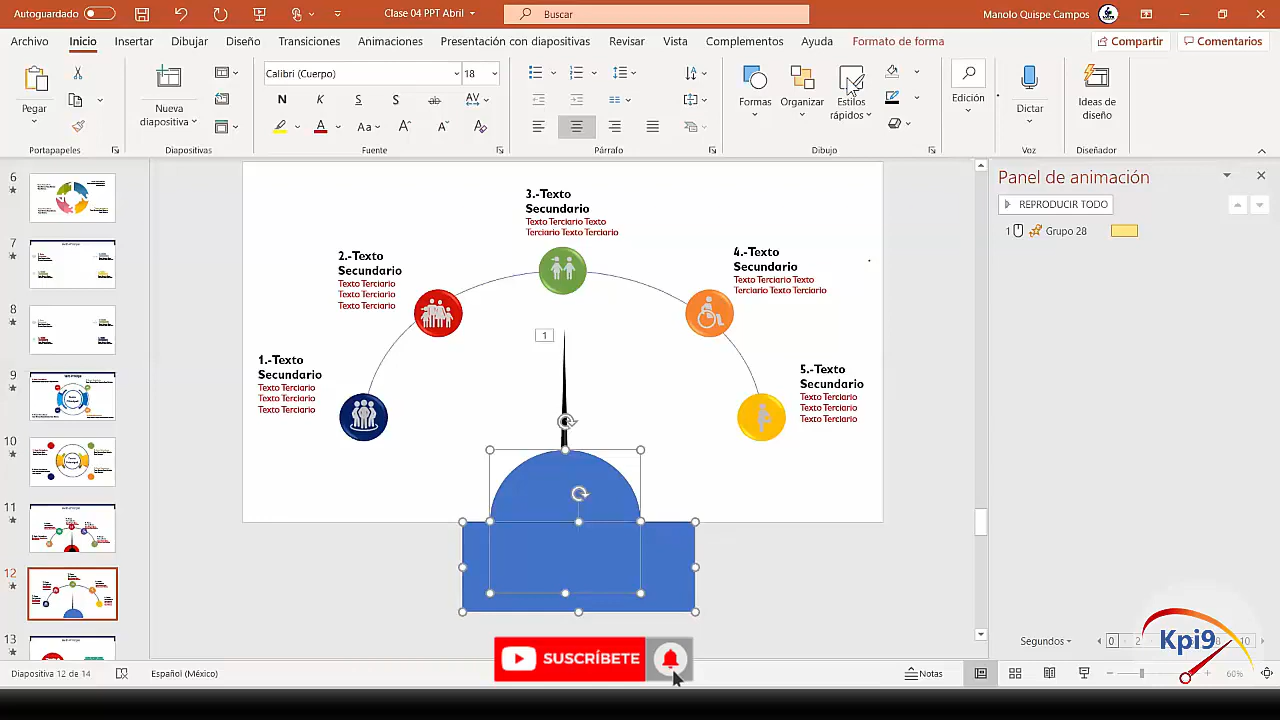 Autoguardado
Clase 04 PPT Abril
Buscar
Manolo Quispe Campos
Archivo
Inicio
Insertar
Dibujar
Diseño
Transiciones
Animaciones
Presentación con diapositivas
Revisar
Vista
Complementos
Ayuda
Formato de forma
Compartir
Comentarios
Pegar
Nueva
diapositiva
Calibri (Cuerpo)
18
N
K
S
S
ab
AV
A
Aa
A
A
Formas
Organizar
Estilos
rápidos
Edición
Dictar
Ideas de
diseño
Portapapeles
Diapositivas
Fuente
Párrafo
Dibujo
Voz
Diseñador
6
7
8
9
10
11
12
13
1.-Texto
Secundario
Texto Terciario
Texto Terciario
Texto Terciario
2.-Texto
Secundario
Texto Terciario
Texto Terciario
Texto Terciario
3.-Texto
Secundario
Texto Terciario Texto
Terciario Texto Terciario
4.-Texto
Secundario
Texto Terciario Texto
Terciario Texto Terciario
5.-Texto
Secundario
Texto Terciario
Texto Terciario
Texto Terciario
1
Panel de animación
REPRODUCIR TODO
1 Grupo 28
Segundos
0
2
10
Kpi9
SUSCRÍBETE
Diapositiva 12 de 14
Español (México)
Notas
60%